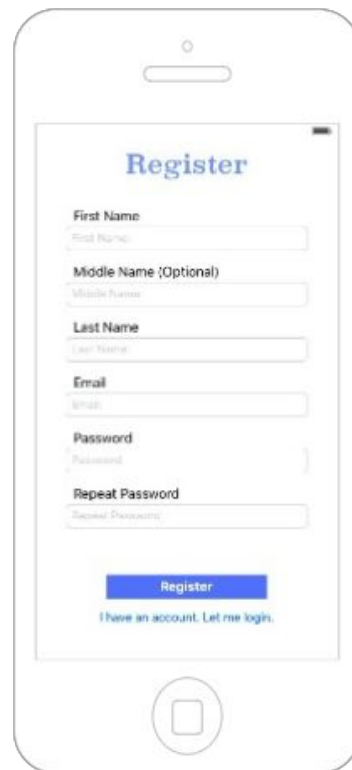 Register
First Name
First Name
Middle Name (Optional)
Middle Name
Last Name
Last Name
Email
Email
Password
Password
Repeat Password
Repeat Password
Register
I have an account. Let me login.